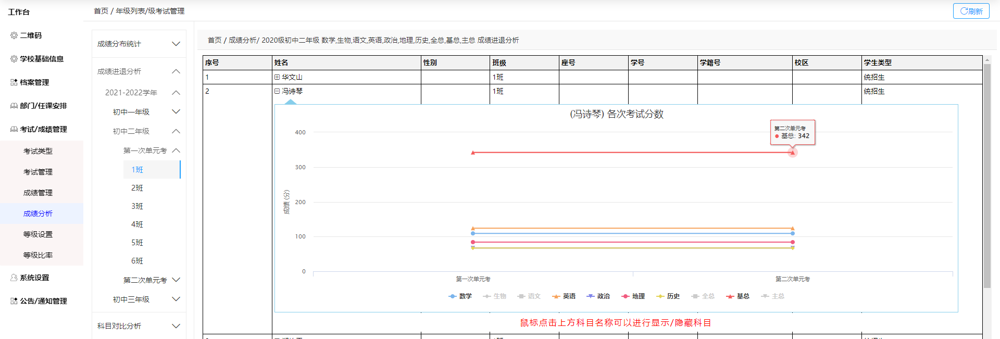 工作台
首页 / 年级列表/级考试管理
刷新
二维码
学校基础信息
档案管理
部门/任课安排
考试/成绩管理
考试类型
考试管理
成绩管理
成绩分析
等级设置
等级比率
系统设置
公告/通知管理
成绩分布统计
成绩进退分析
2021-2022学年
初中一年级
初中二年级
第一次单元考
1班
2班
3班
4班
5班
6班
第二次单元考
初中三年级
科目对比分析
首页 / 成绩分析/ 2020级初中二年级 数学,生物,语文,英语,政治,地理,历史,全总,基总,主总 成绩进退分析
序号 姓名 性别 班级 座号 学号 学籍号 校区 学生类型
1 华文山 1班 统招生
2 冯诗琴 1班 统招生
(冯诗琴) 各次考试分数
第二次单元考
基总: 342
成绩 (分)
400
300
200
100
0
第一次单元考 第二次单元考
数学 生物 语文 英语 政治 地理 历史 全总 基总 主总
鼠标点击上方科目名称可以进行显示/隐藏科目